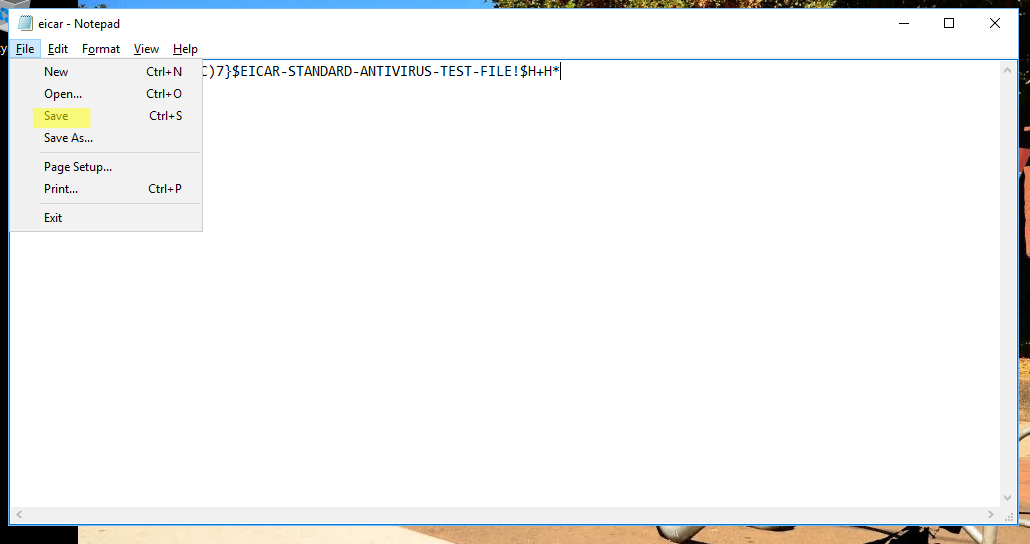 eicar - Notepad
File Edit Format View Help
New Ctrl+N
C)7}$EICAR-STANDARD-ANTIVIRUS-TEST-FILE!$H+H*
Open... Ctrl+O
Save Ctrl+S
Save As...
Page Setup...
Print... Ctrl+P
Exit